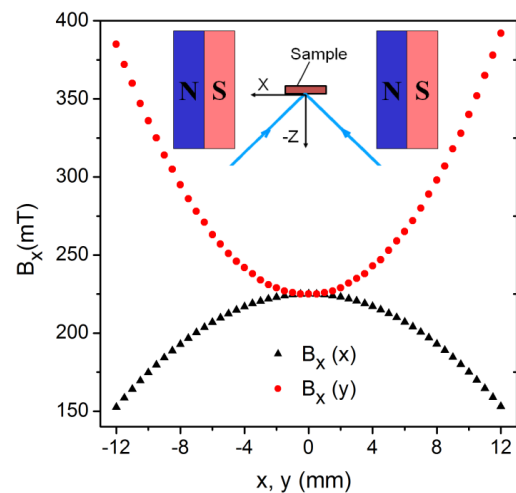 400
350
300
250
200
150
B_x(mT)
N S
Sample
X
-Z
N S
B_x (x)
B_x (y)
-12 -8 -4 0 4 8 12
x, y (mm)